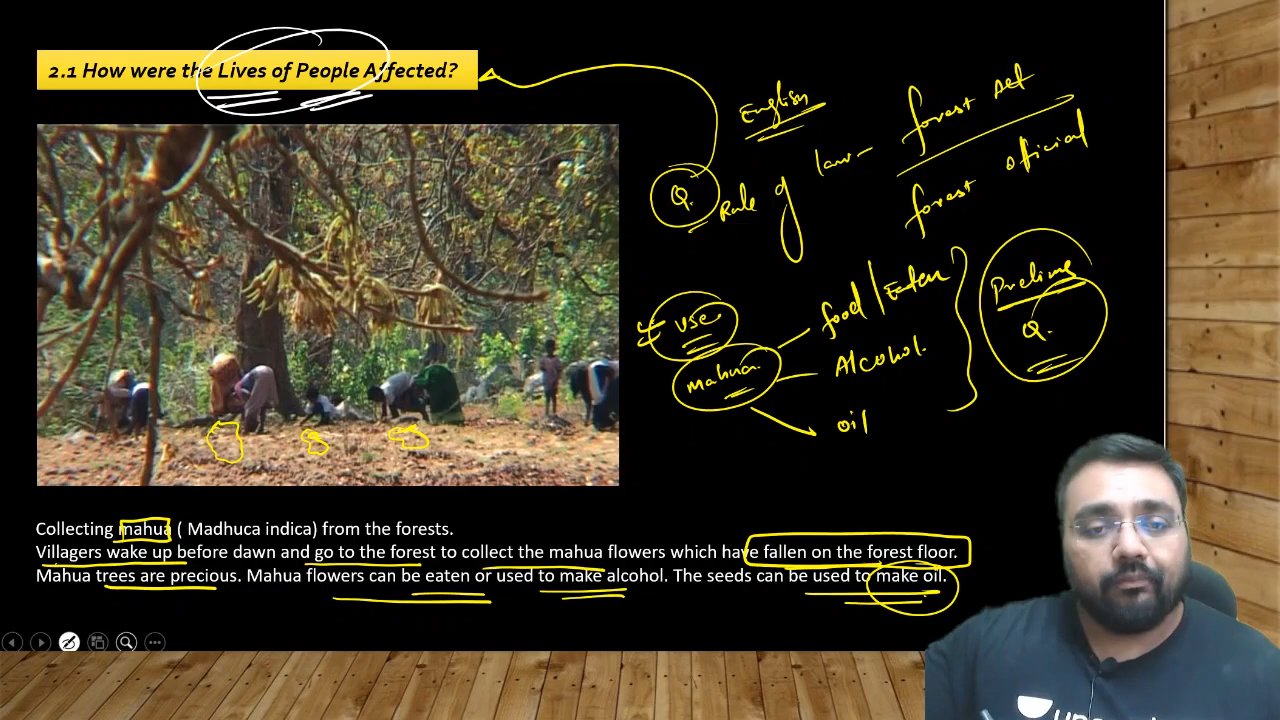 2.1 How were the Lives of People Affected?
English
Q. Rule of law - forest act
forest official
Use
Mahua
food / Eaten
Alcohol.
oil
Prelims
Q.
Collecting mahua ( Madhuca indica) from the forests.
Villagers wake up before dawn and go to the forest to collect the mahua flowers which have fallen on the forest floor.
Mahua trees are precious. Mahua flowers can be eaten or used to make alcohol. The seeds can be used to make oil.